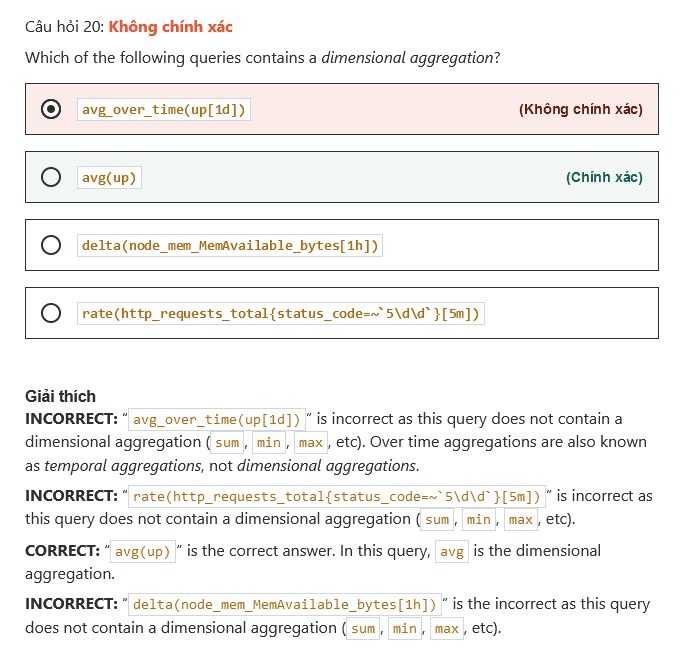 Câu hỏi 20: Không chính xác
Which of the following queries contains a dimensional aggregation?
avg_over_time(up[1d]) (Không chính xác)
avg(up) (Chính xác)
delta(node_mem_MemAvailable_bytes[1h])
rate(http_requests_total{status_code=~`5\d\d`}[5m])
Giải thích
INCORRECT: “avg_over_time(up[1d])” is incorrect as this query does not contain a
dimensional aggregation (sum, min, max, etc). Over time aggregations are also known
as temporal aggregations, not dimensional aggregations.
INCORRECT: “rate(http_requests_total{status_code=~`5\d\d`}[5m])” is incorrect as
this query does not contain a dimensional aggregation (sum, min, max, etc).
CORRECT: “avg(up)” is the correct answer. In this query, avg is the dimensional
aggregation.
INCORRECT: “delta(node_mem_MemAvailable_bytes[1h])” is the incorrect as this query
does not contain a dimensional aggregation (sum, min, max, etc).